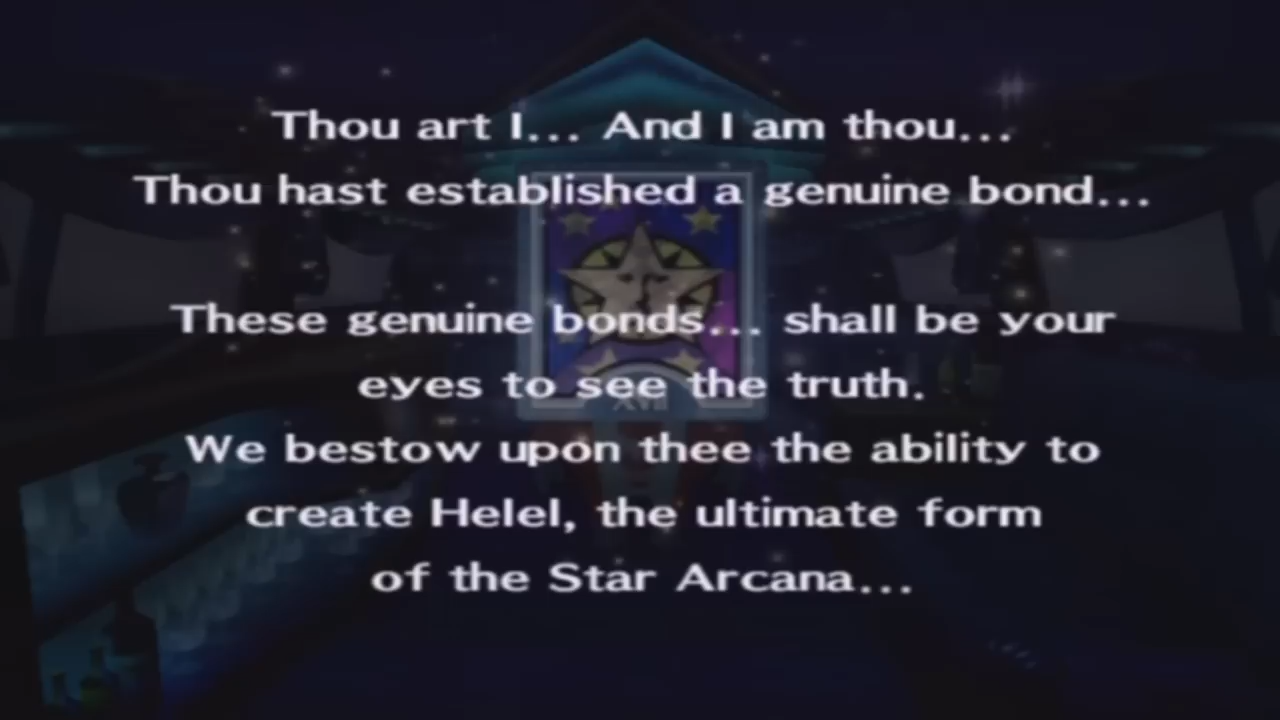 Thou art I... And I am thou...
Thou hast established a genuine bond...
These genuine bonds... shall be your
eyes to see the truth.
We bestow upon thee the ability to
create Helel, the ultimate form
of the Star Arcana...
XVII